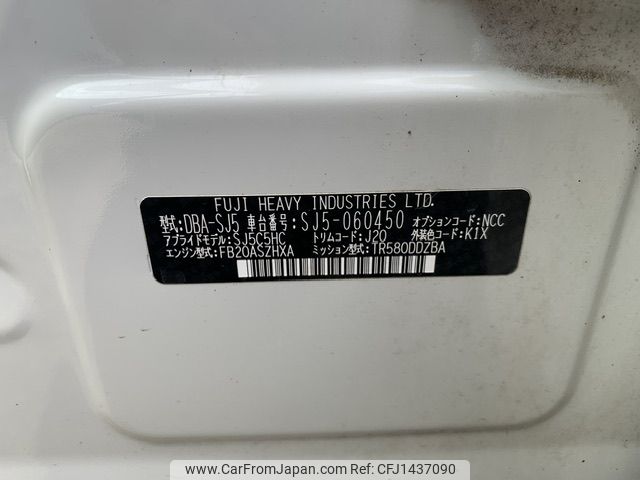 FUJI HEAVY INDUSTRIES LTD.
型式:DBA-SJ5 車台番号:SJ5-060450 オプションコード:NCC
アプライドモデル:SJ5C5HC トリムコード:J20 外装色コード:K1X
エンジン型式:FB20ASZHXA ミッション型式:TR580DDZBA
www.CarFromJapan.com Car ID: CFJ1437090